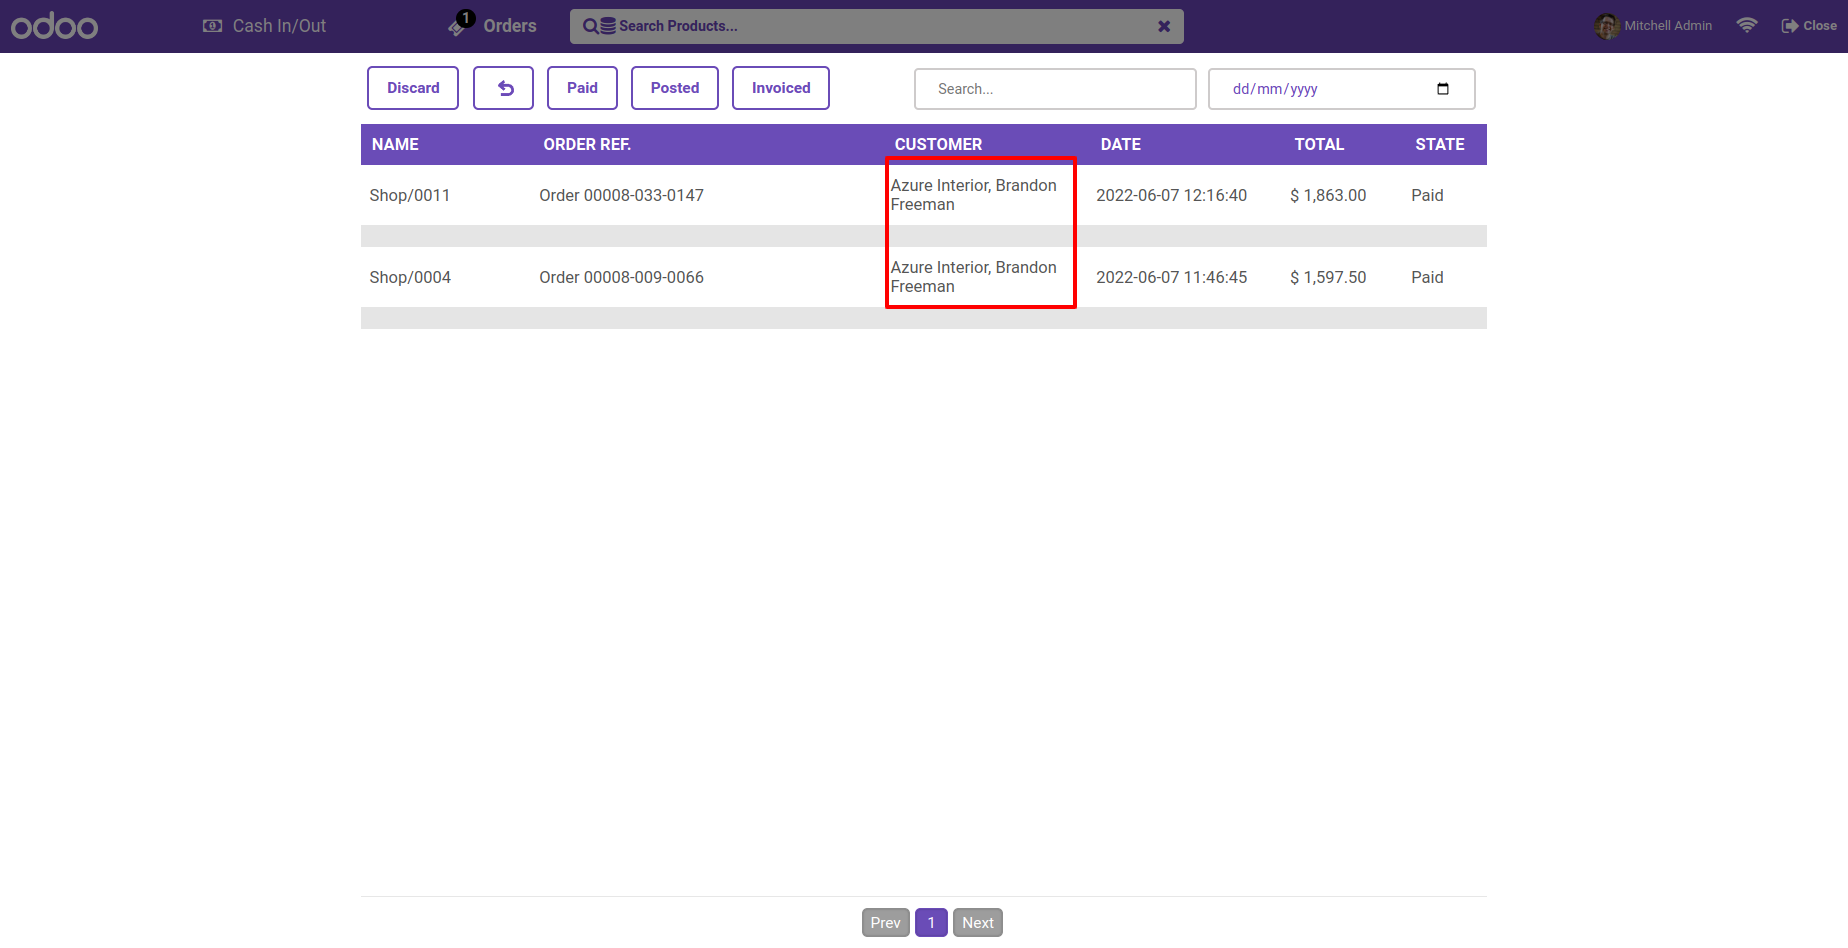 odoo
Cash In/Out
1
Orders
Search Products...
Mitchell Admin
Close
Discard
Paid
Posted
Invoiced
Search...
dd/mm/yyyy
NAME ORDER REF. CUSTOMER DATE TOTAL STATE
Shop/0011 Order 00008-033-0147 Azure Interior, Brandon Freeman 2022-06-07 12:16:40 $ 1,863.00 Paid
Shop/0004 Order 00008-009-0066 Azure Interior, Brandon Freeman 2022-06-07 11:46:45 $ 1,597.50 Paid
Prev 1 Next